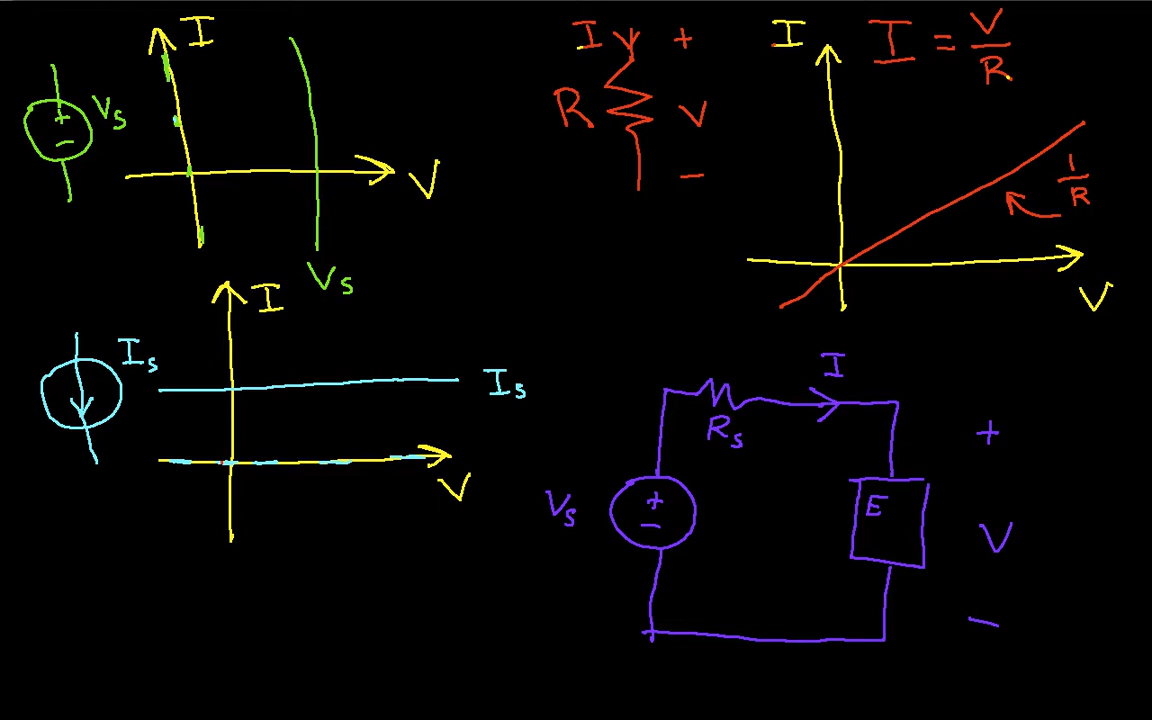 I
+
−
Vs
V
Vs
I
+
R
V
−
I
I = V/R
1/R
V
I
Is
Is
V
I
Rs
Vs
+
−
E
+
V
−